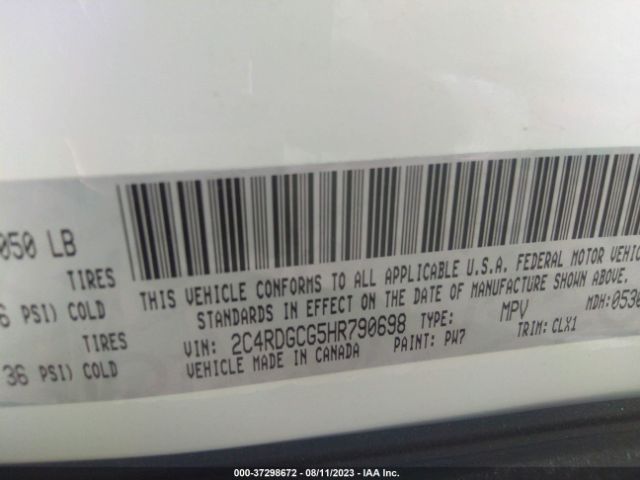 050 LB
TIRES
6 PSI) COLD
TIRES
36 PSI) COLD
THIS VEHICLE CONFORMS TO ALL APPLICABLE U.S.A. FEDERAL MOTOR VEHIC
STANDARDS IN EFFECT ON THE DATE OF MANUFACTURE SHOWN ABOVE.
VIN: 2C4RDGCG5HR790698 TYPE: MPV MDH:0530
VEHICLE MADE IN CANADA PAINT: PW7 TRIM: CLX1
000-37298672 - 08/11/2023 - IAA Inc.